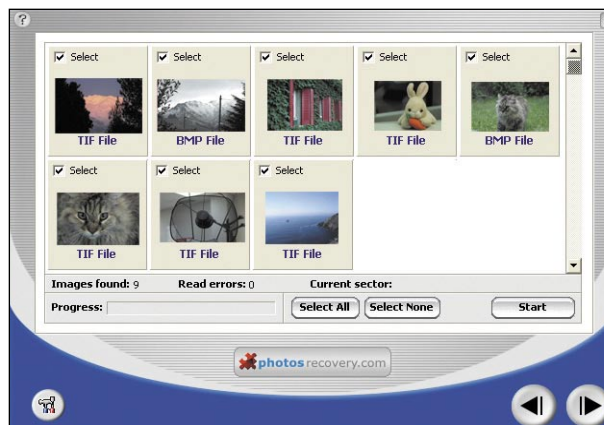 ?
Select Select Select Select Select
TIF File BMP File TIF File TIF File BMP File
Select Select Select
TIF File TIF File TIF File
Images found: 9 Read errors: 0 Current sector:
Progress: Select All Select None Start
photosrecovery.com